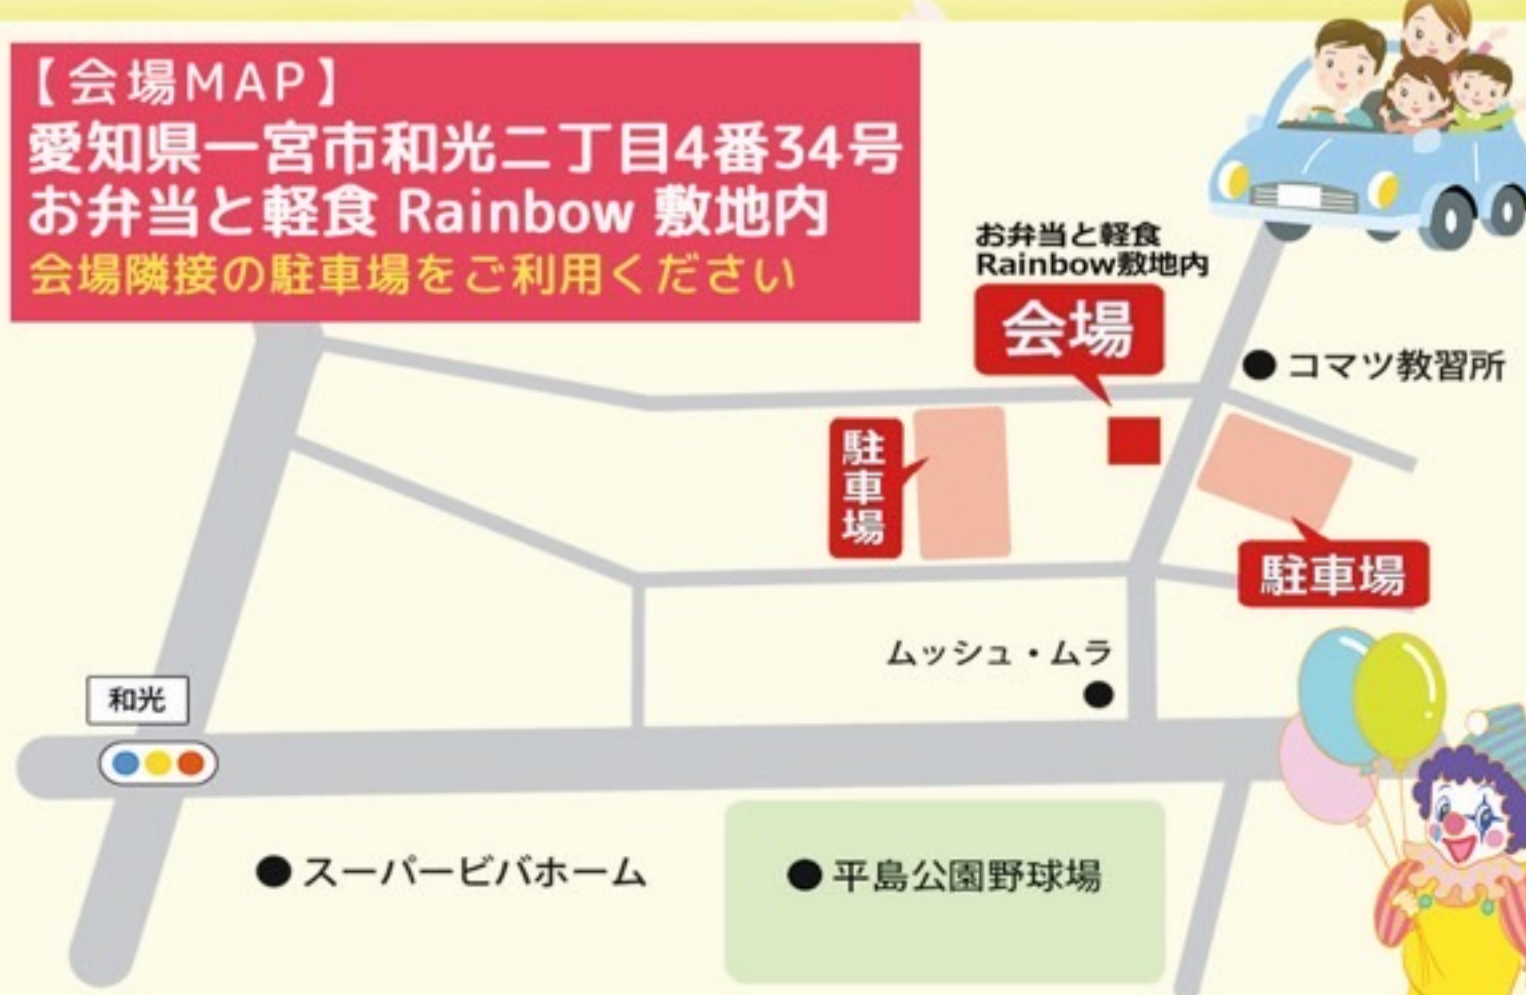 【会場MAP】
愛知県一宮市和光二丁目4番34号
お弁当と軽食 Rainbow 敷地内
会場隣接の駐車場をご利用ください
お弁当と軽食
Rainbow敷地内
会場
コマツ教習所
駐車場
駐車場
ムッシュ・ムラ
和光
スーパービバホーム
平島公園野球場